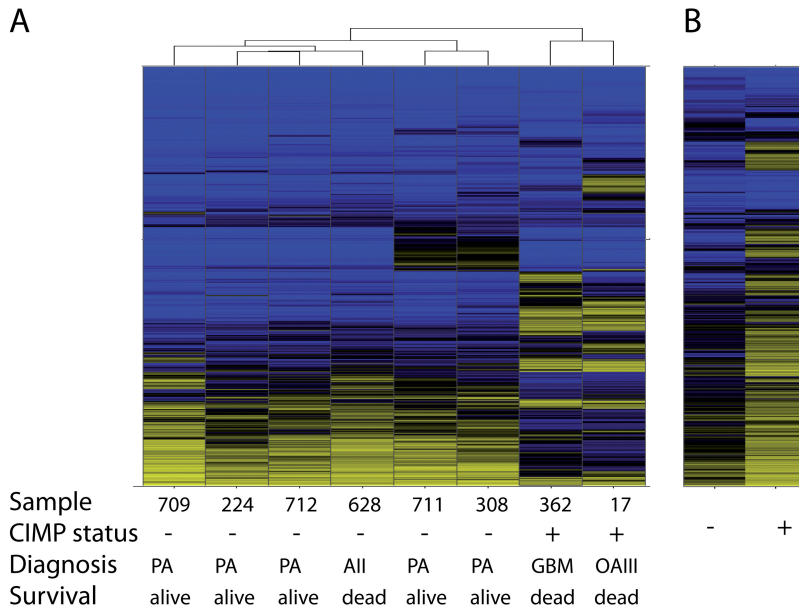 A
B
Sample 709 224 712 628 711 308 362 17
CIMP status - - - - - - + + - +
Diagnosis PA PA PA AII PA PA GBM OAIII
Survival alive alive alive dead alive alive dead dead